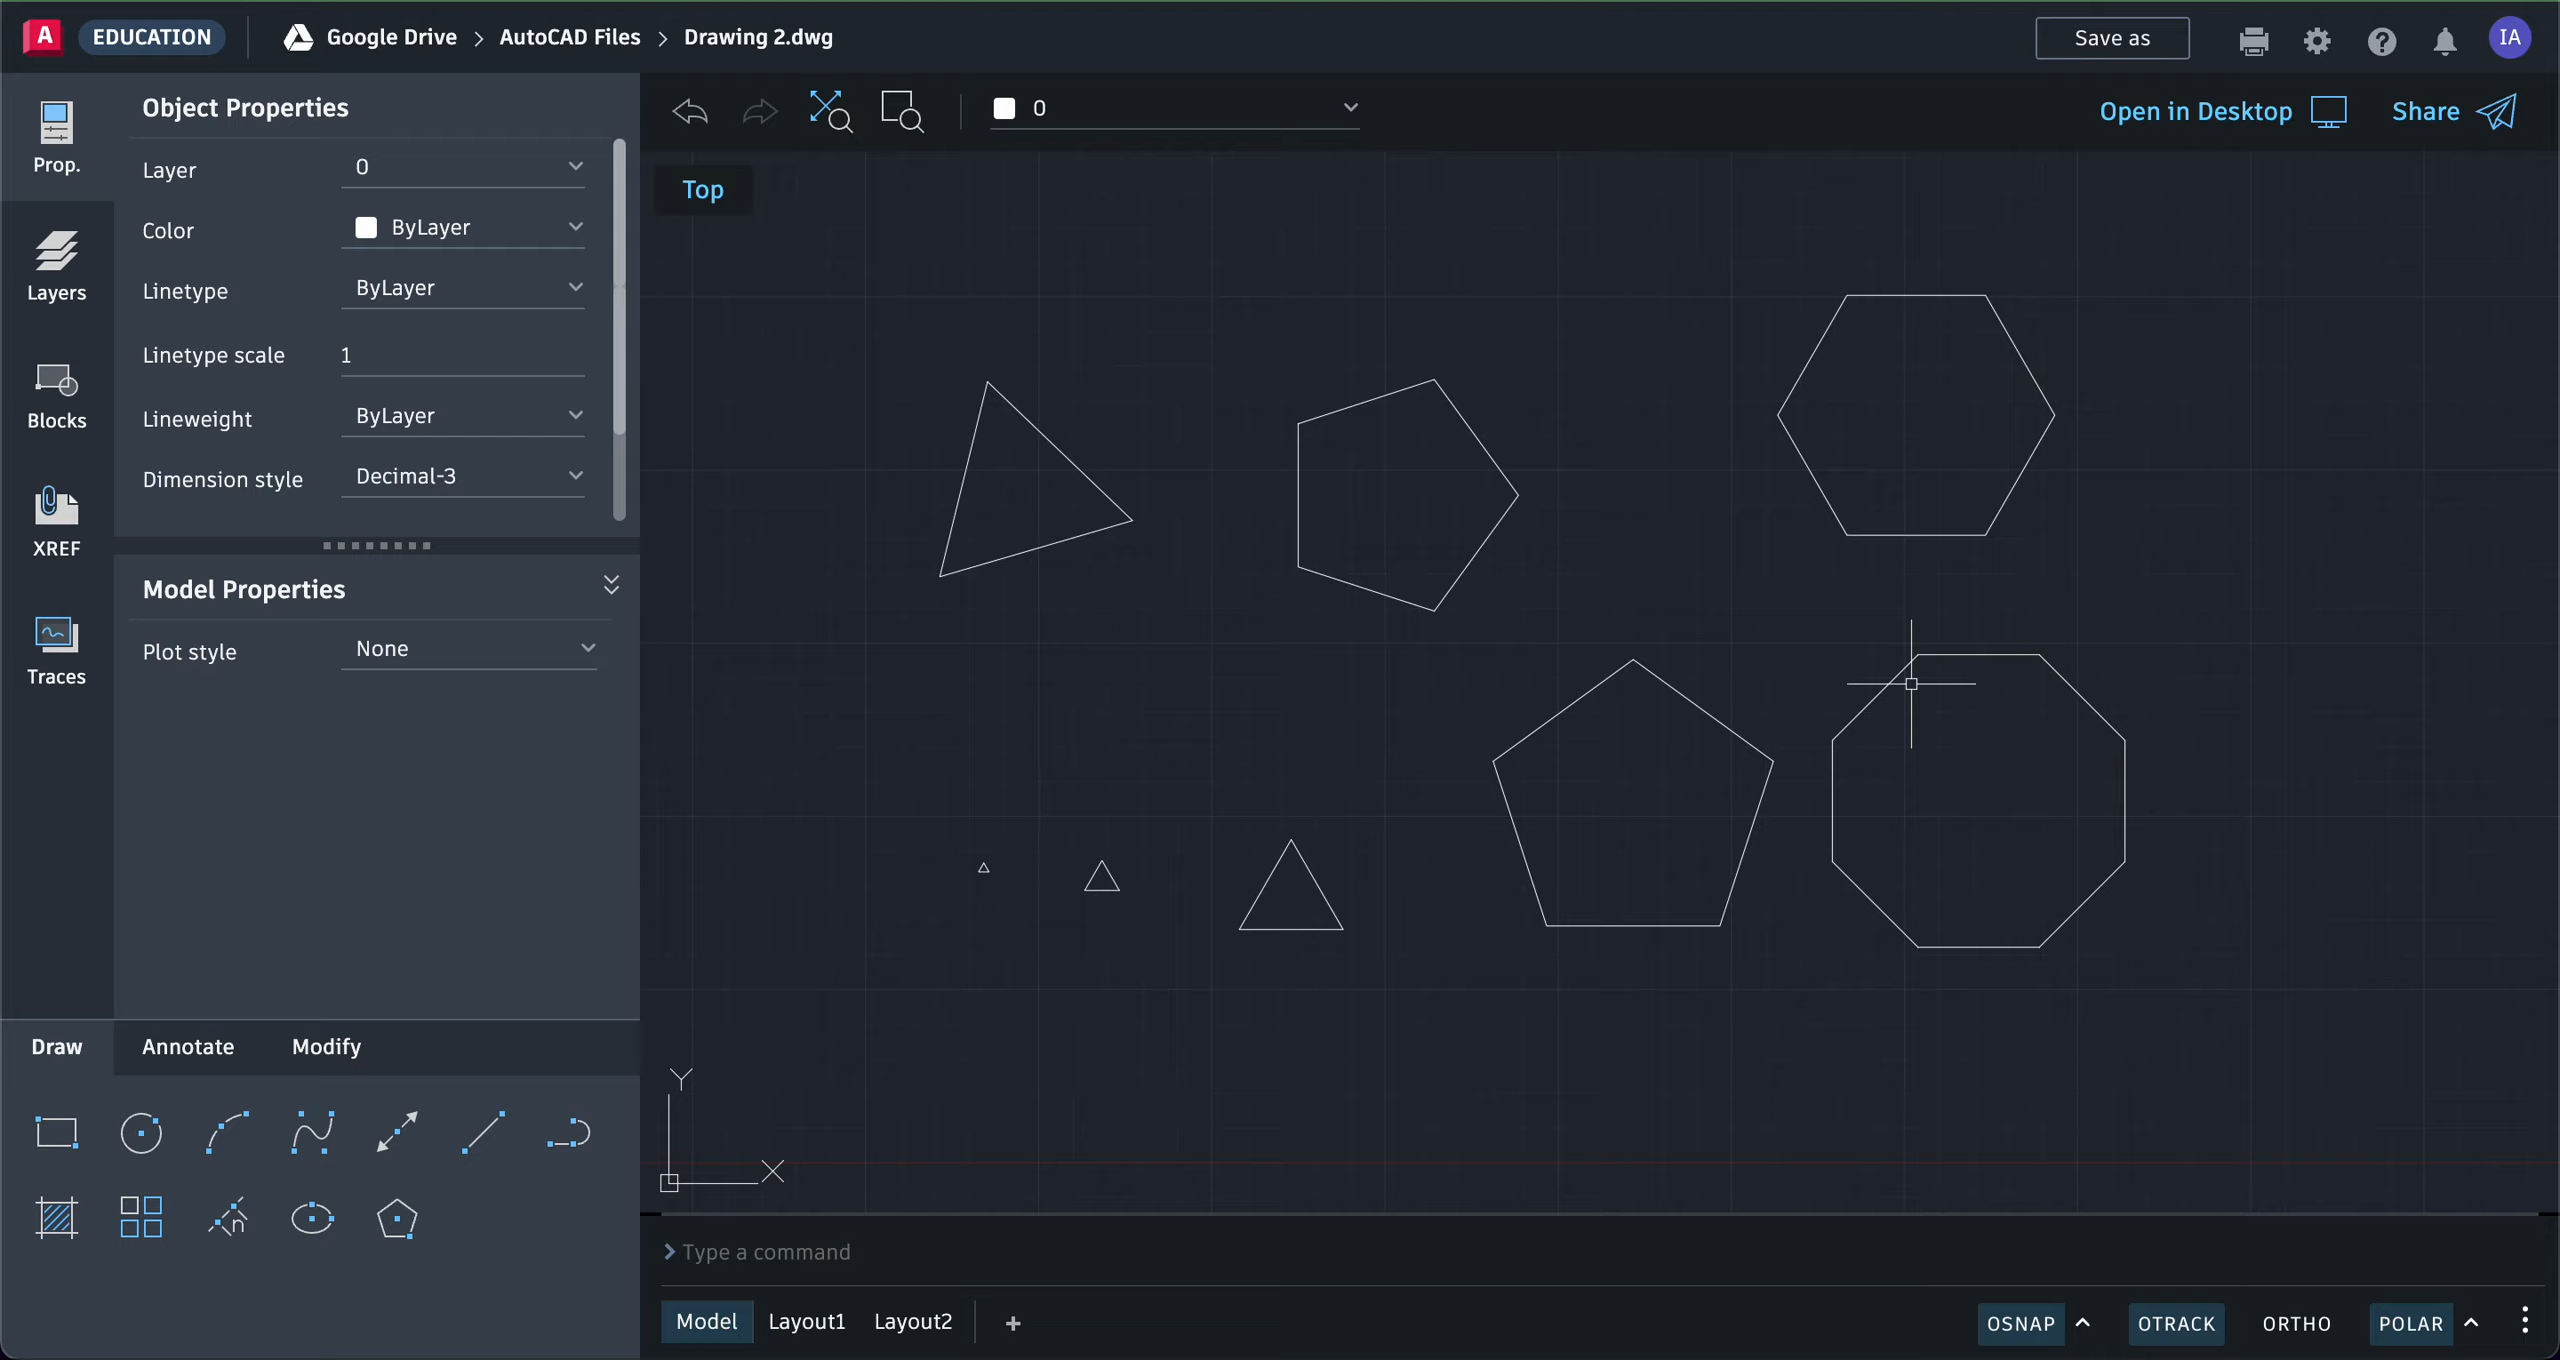 A EDUCATION Google Drive > AutoCAD Files > Drawing 2.dwg Save as IA
Prop.
Layers
Blocks
XREF
Traces
Object Properties
Layer 0
Color ByLayer
Linetype ByLayer
Linetype scale 1
Lineweight ByLayer
Dimension style Decimal-3
Model Properties
Plot style None
Draw Annotate Modify
n
0 Open in Desktop Share
Top
Y
X
> Type a command
Model Layout1 Layout2 + OSNAP OTRACK ORTHO POLAR